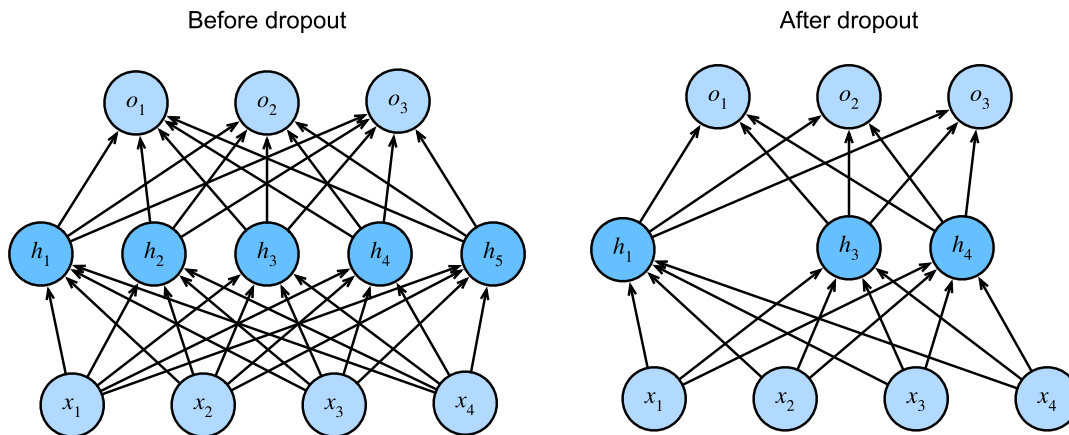 Before dropout
o1 o2 o3
h1 h2 h3 h4 h5
x1 x2 x3 x4
After dropout
o1 o2 o3
h1 h3 h4
x1 x2 x3 x4